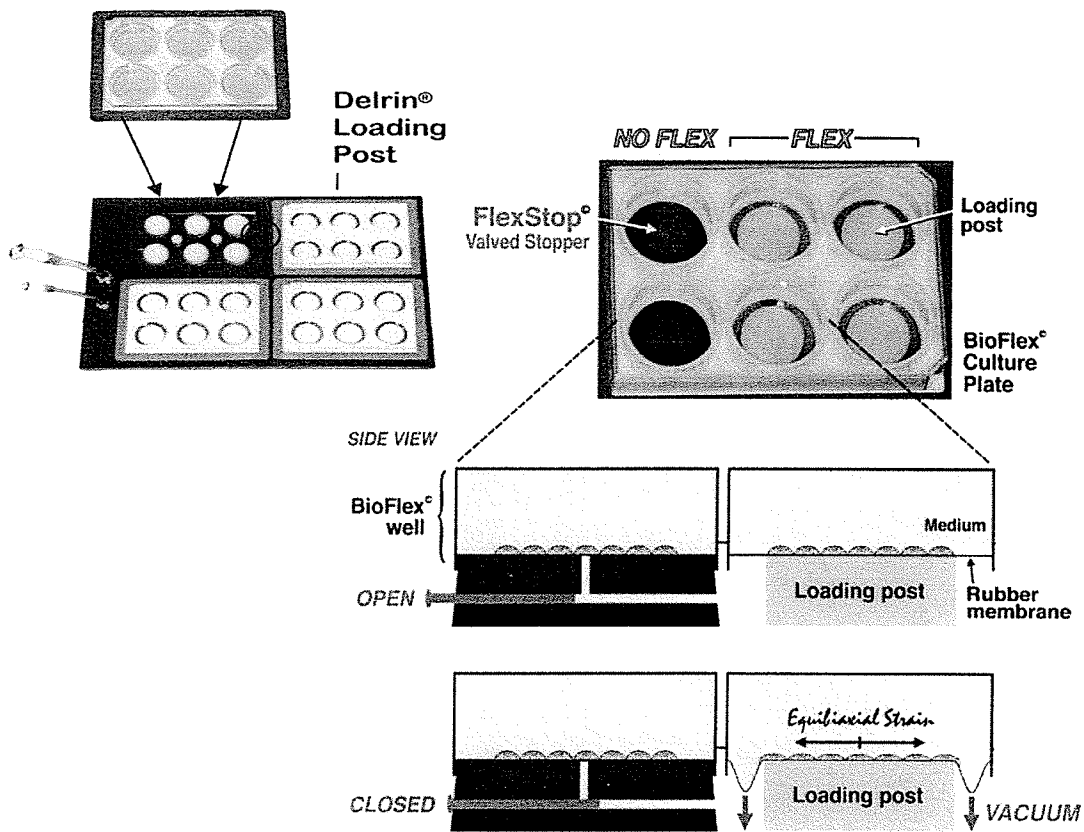 Delrin®
Loading
Post
NO FLEX
FLEX
FlexStop©
Valved Stopper
Loading
post
BioFlex©
Culture
Plate
SIDE VIEW
BioFlex©
well
Medium
OPEN
Loading post
Rubber
membrane
Equibiaxial Strain
CLOSED
Loading post
VACUUM